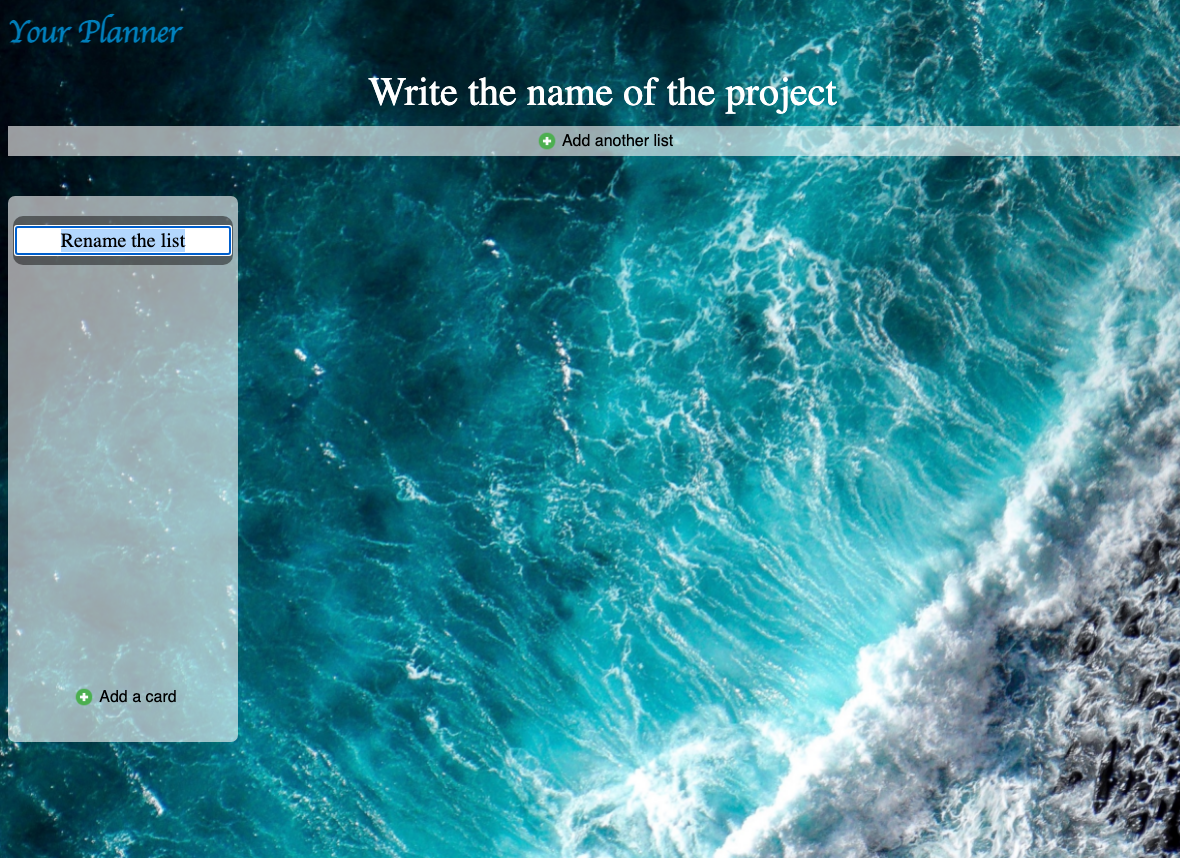 Your Planner
Write the name of the project
Add another list
Rename the list
Add a card